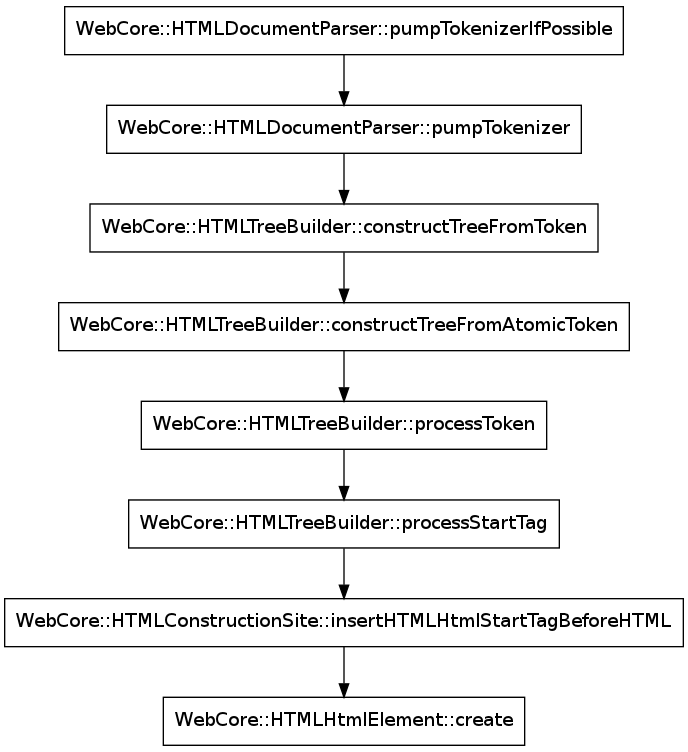 WebCore::HTMLDocumentParser::pumpTokenizerIfPossible
WebCore::HTMLDocumentParser::pumpTokenizer
WebCore::HTMLTreeBuilder::constructTreeFromToken
WebCore::HTMLTreeBuilder::constructTreeFromAtomicToken
WebCore::HTMLTreeBuilder::processToken
WebCore::HTMLTreeBuilder::processStartTag
WebCore::HTMLConstructionSite::insertHTMLHtmlStartTagBeforeHTML
WebCore::HTMLHtmlElement::create